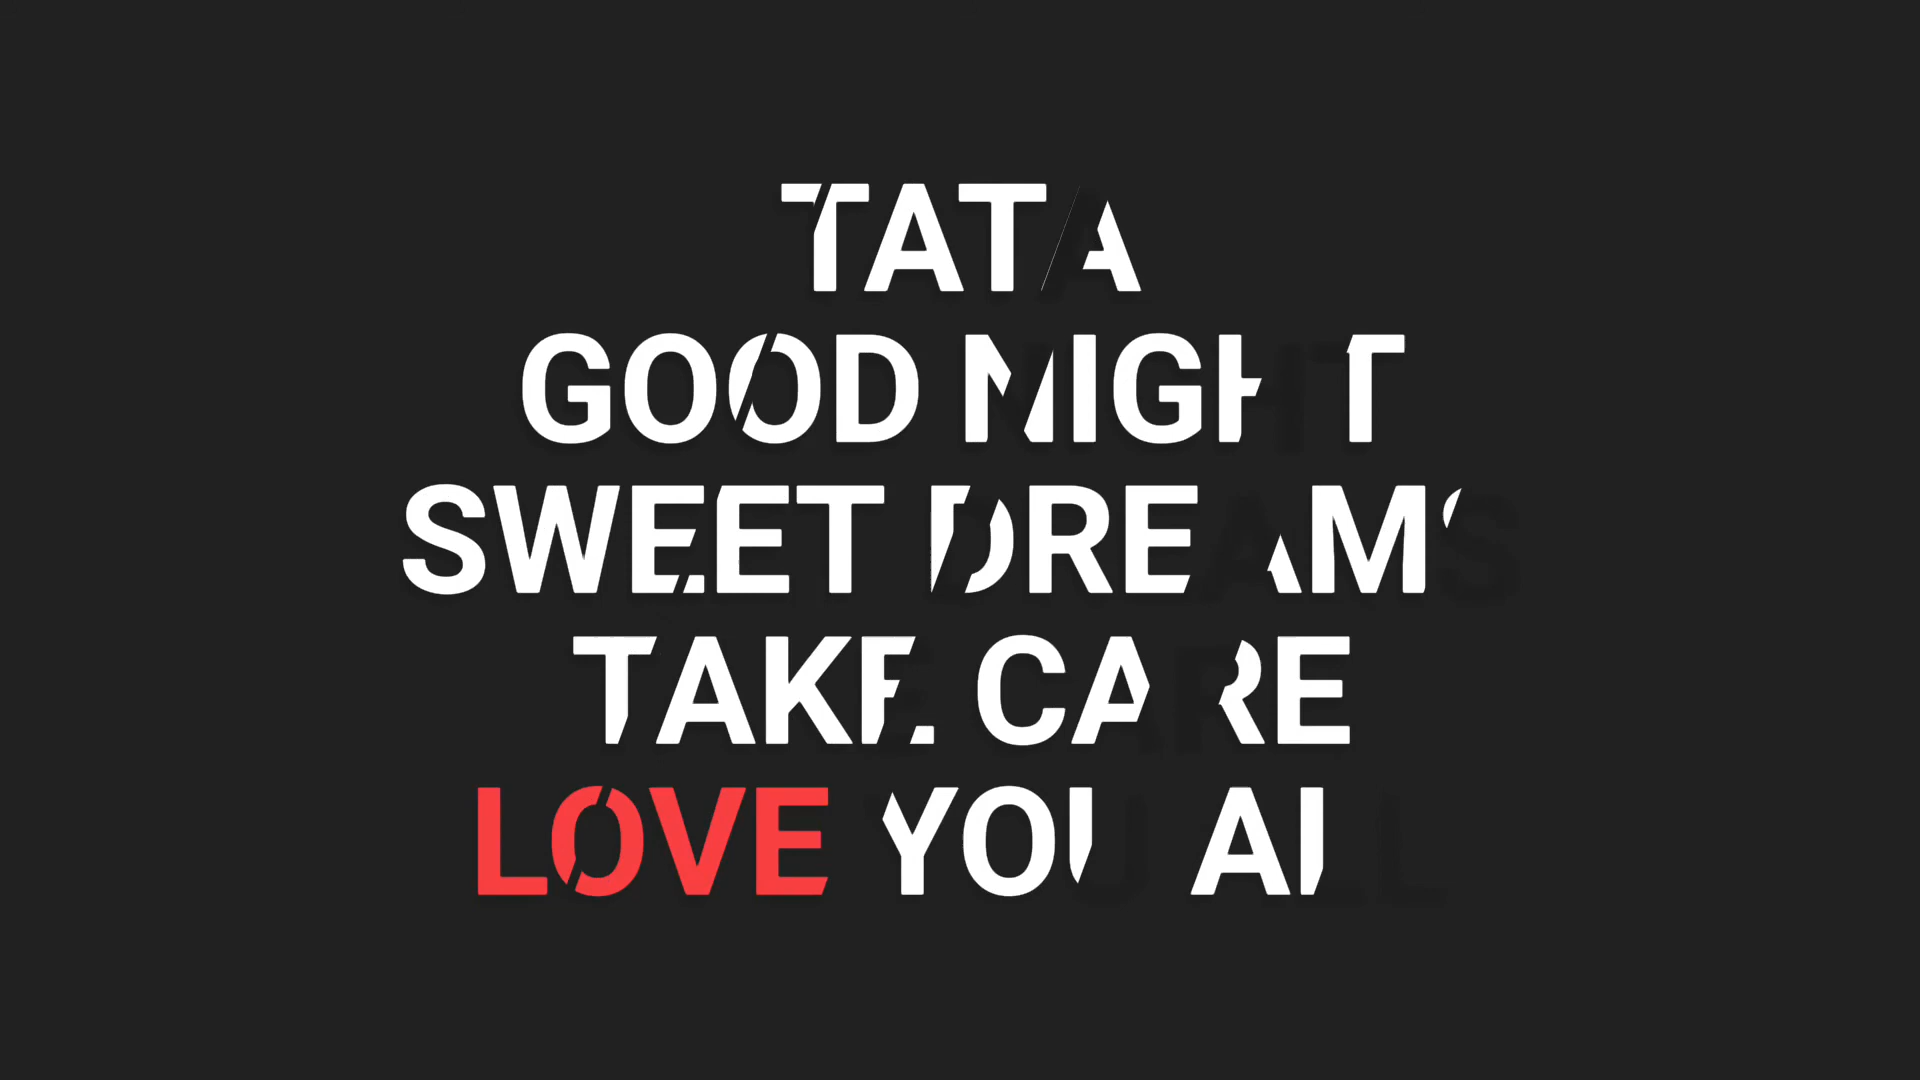 TATA
GOOD NIGHT
SWEET DREAMS
TAKE CARE
LOVE YOU ALL